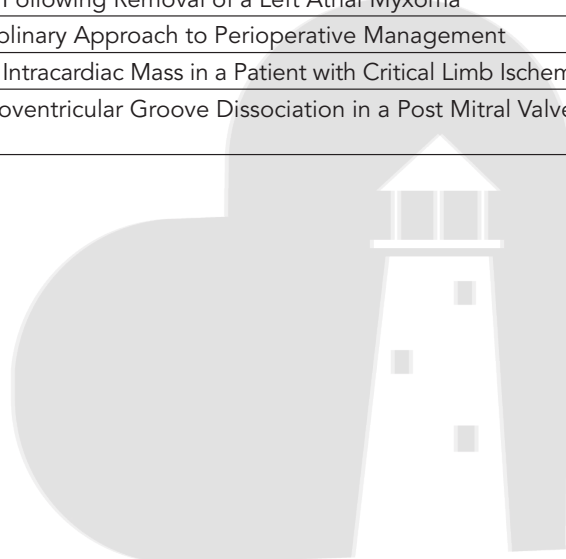 Following Removal of a Left Atrial Myxoma
plinary Approach to Perioperative Management
Intracardiac Mass in a Patient with Critical Limb Ischem
oventricular Groove Dissociation in a Post Mitral Valve